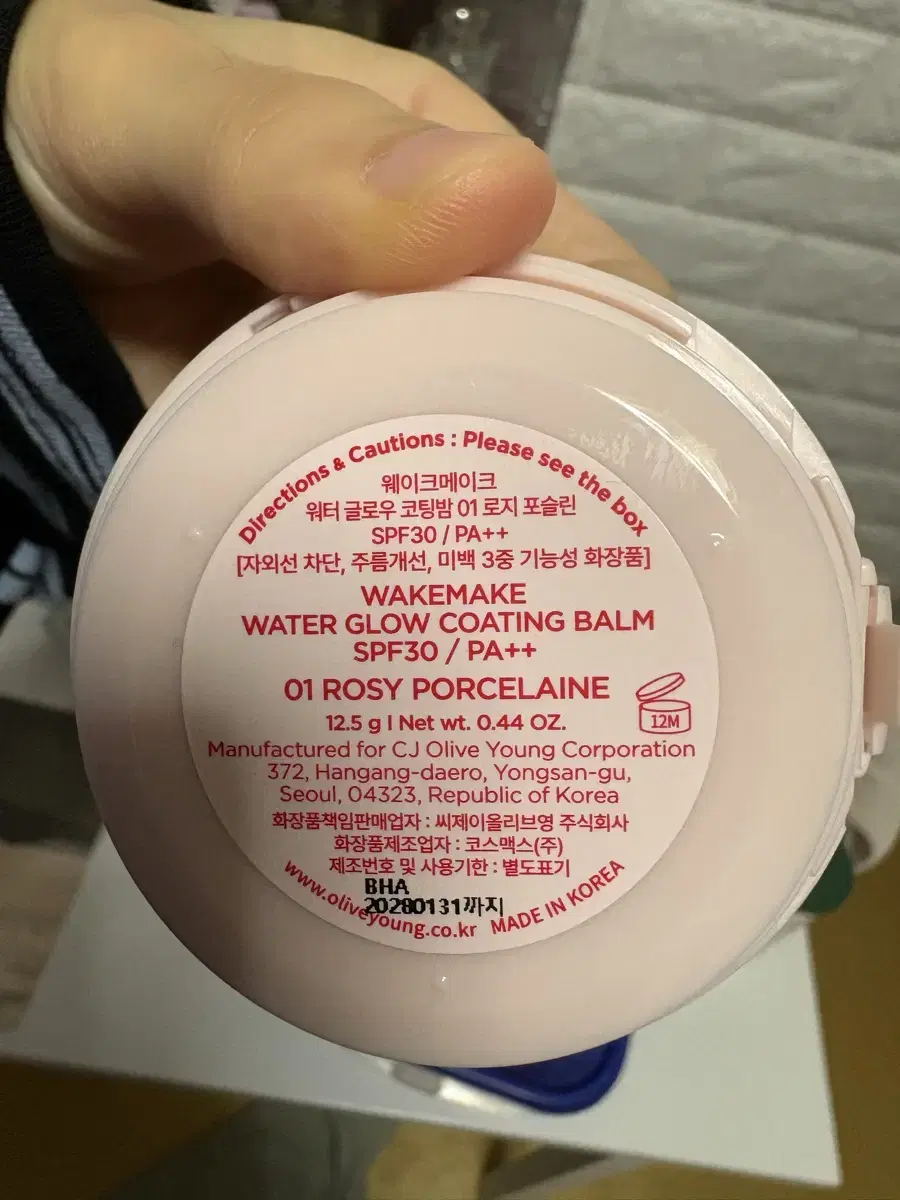 Directions & Cautions : Please see the box
웨이크메이크
워터 글로우 코팅밤 01 로지 포슬린
SPF30 / PA++
[자외선 차단, 주름개선, 미백 3중 기능성 화장품]
WAKEMAKE
WATER GLOW COATING BALM
SPF30 / PA++
01 ROSY PORCELAINE
12.5 g I Net wt. 0.44 OZ.
12M
Manufactured for CJ Olive Young Corporation
372, Hangang-daero, Yongsan-gu,
Seoul, 04323, Republic of Korea
화장품책임판매업자 : 씨제이올리브영 주식회사
화장품제조업자 : 코스맥스(주)
제조번호 및 사용기한 : 별도표기
BHA
20280131까지
www.oliveyoung.co.kr MADE IN KOREA